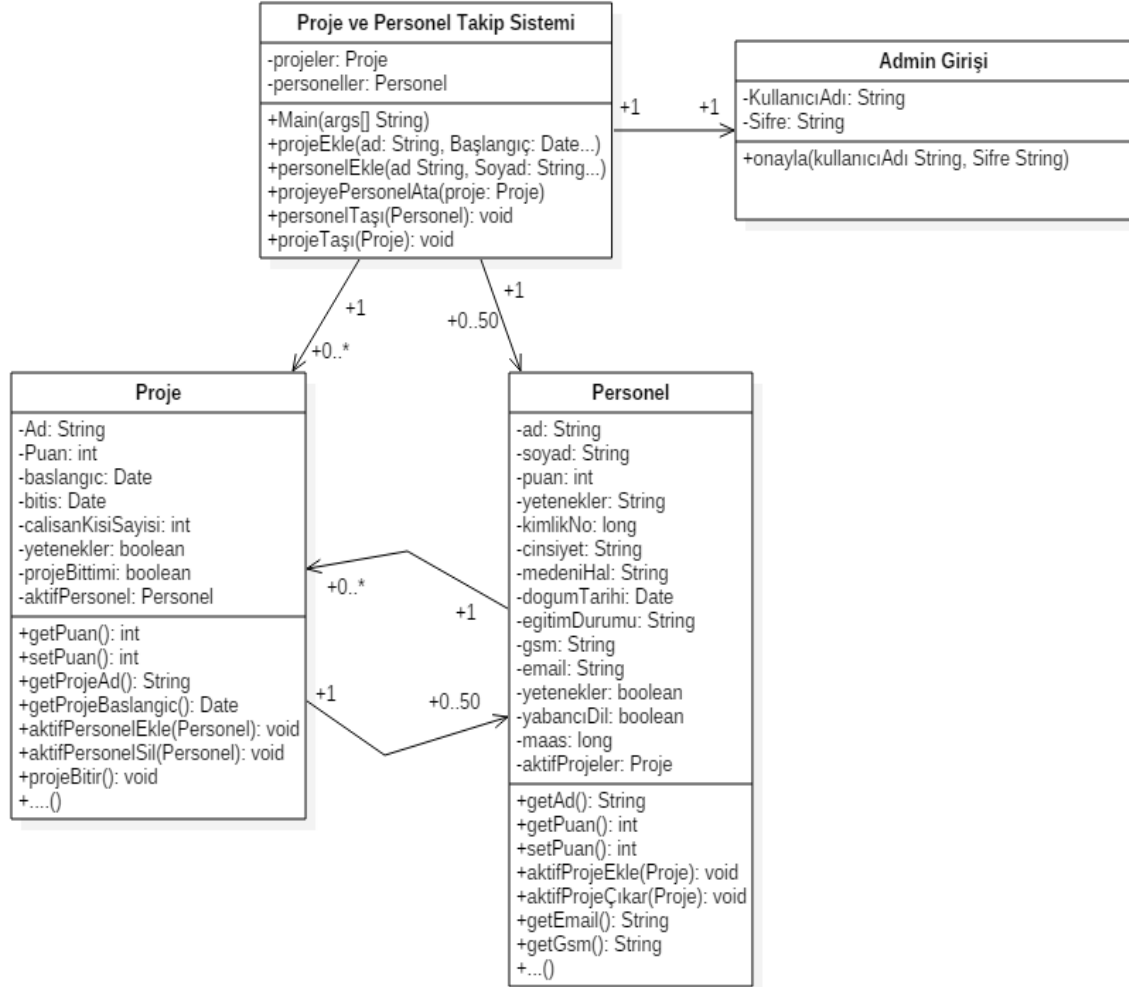 Proje ve Personel Takip Sistemi
-projeler: Proje
-personeller: Personel
+Main(args[] String)
+projeEkle(ad: String, Başlangıç: Date...)
+personelEkle(ad String, Soyad: String...)
+projeyePersonelAta(proje: Proje)
+personelTaşı(Personel): void
+projeTaşı(Proje): void
+1
+1
Admin Girişi
-KullanıcıAdı: String
-Sifre: String
+onayla(kullanıcıAdı String, Sifre String)
+1
+0..*
+1
+0..50
Proje
-Ad: String
-Puan: int
-baslangıc: Date
-bitis: Date
-calisanKisiSayisi: int
-yetenekler: boolean
-projeBittimi: boolean
-aktifPersonel: Personel
+getPuan(): int
+setPuan(): int
+getProjeAd(): String
+getProjeBaslangic(): Date
+aktifPersonelEkle(Personel): void
+aktifPersonelSil(Personel): void
+projeBitir(): void
+....()
+0..*
+1
+1
+0..50
Personel
-ad: String
-soyad: String
-puan: int
-yetenekler: String
-kimlikNo: long
-cinsiyet: String
-medeniHal: String
-dogumTarihi: Date
-egitimDurumu: String
-gsm: String
-email: String
-yetenekler: boolean
-yabancıDil: boolean
-maas: long
-aktifProjeler: Proje
+getAd(): String
+getPuan(): int
+setPuan(): int
+aktifProjeEkle(Proje): void
+aktifProjeÇıkar(Proje): void
+getEmail(): String
+getGsm(): String
+...()